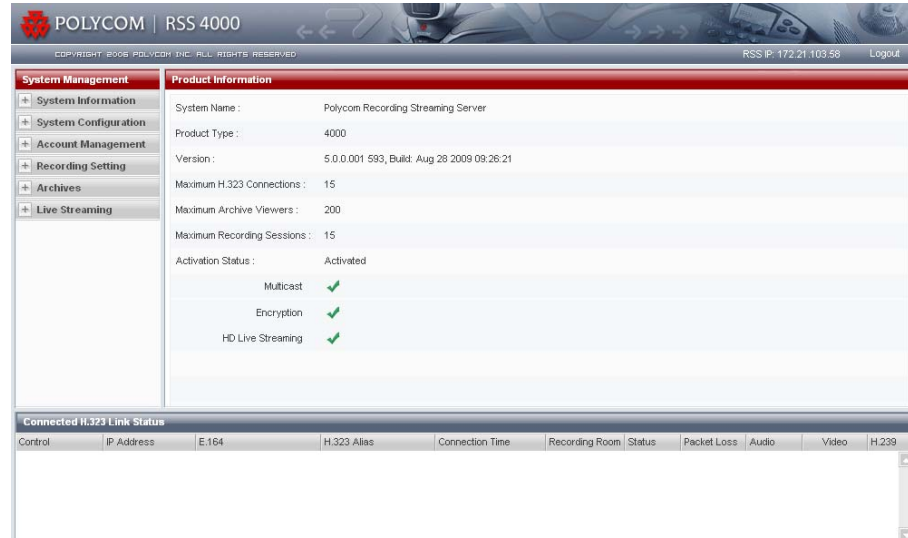 POLYCOM | RSS 4000
COPYRIGHT 2006 POLYCOM INC. ALL RIGHTS RESERVED
RSS IP: 172.21.103.58 Logout
System Management
System Information
System Configuration
Account Management
Recording Setting
Archives
Live Streaming
Product Information
System Name : Polycom Recording Streaming Server
Product Type : 4000
Version : 5.0.0.001 593, Build: Aug 28 2009 09:26:21
Maximum H.323 Connections : 15
Maximum Archive Viewers : 200
Maximum Recording Sessions : 15
Activation Status : Activated
Multicast
Encryption
HD Live Streaming
Connected H.323 Link Status
Control IP Address E.164 H.323 Alias Connection Time Recording Room Status Packet Loss Audio Video H.239